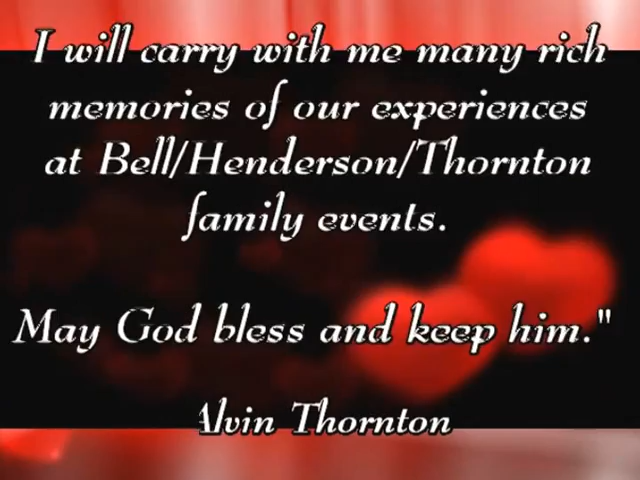 I will carry with me many rich
memories of our experiences
at Bell/Henderson/Thornton
family events.
May God bless and keep him."
Alvin Thornton